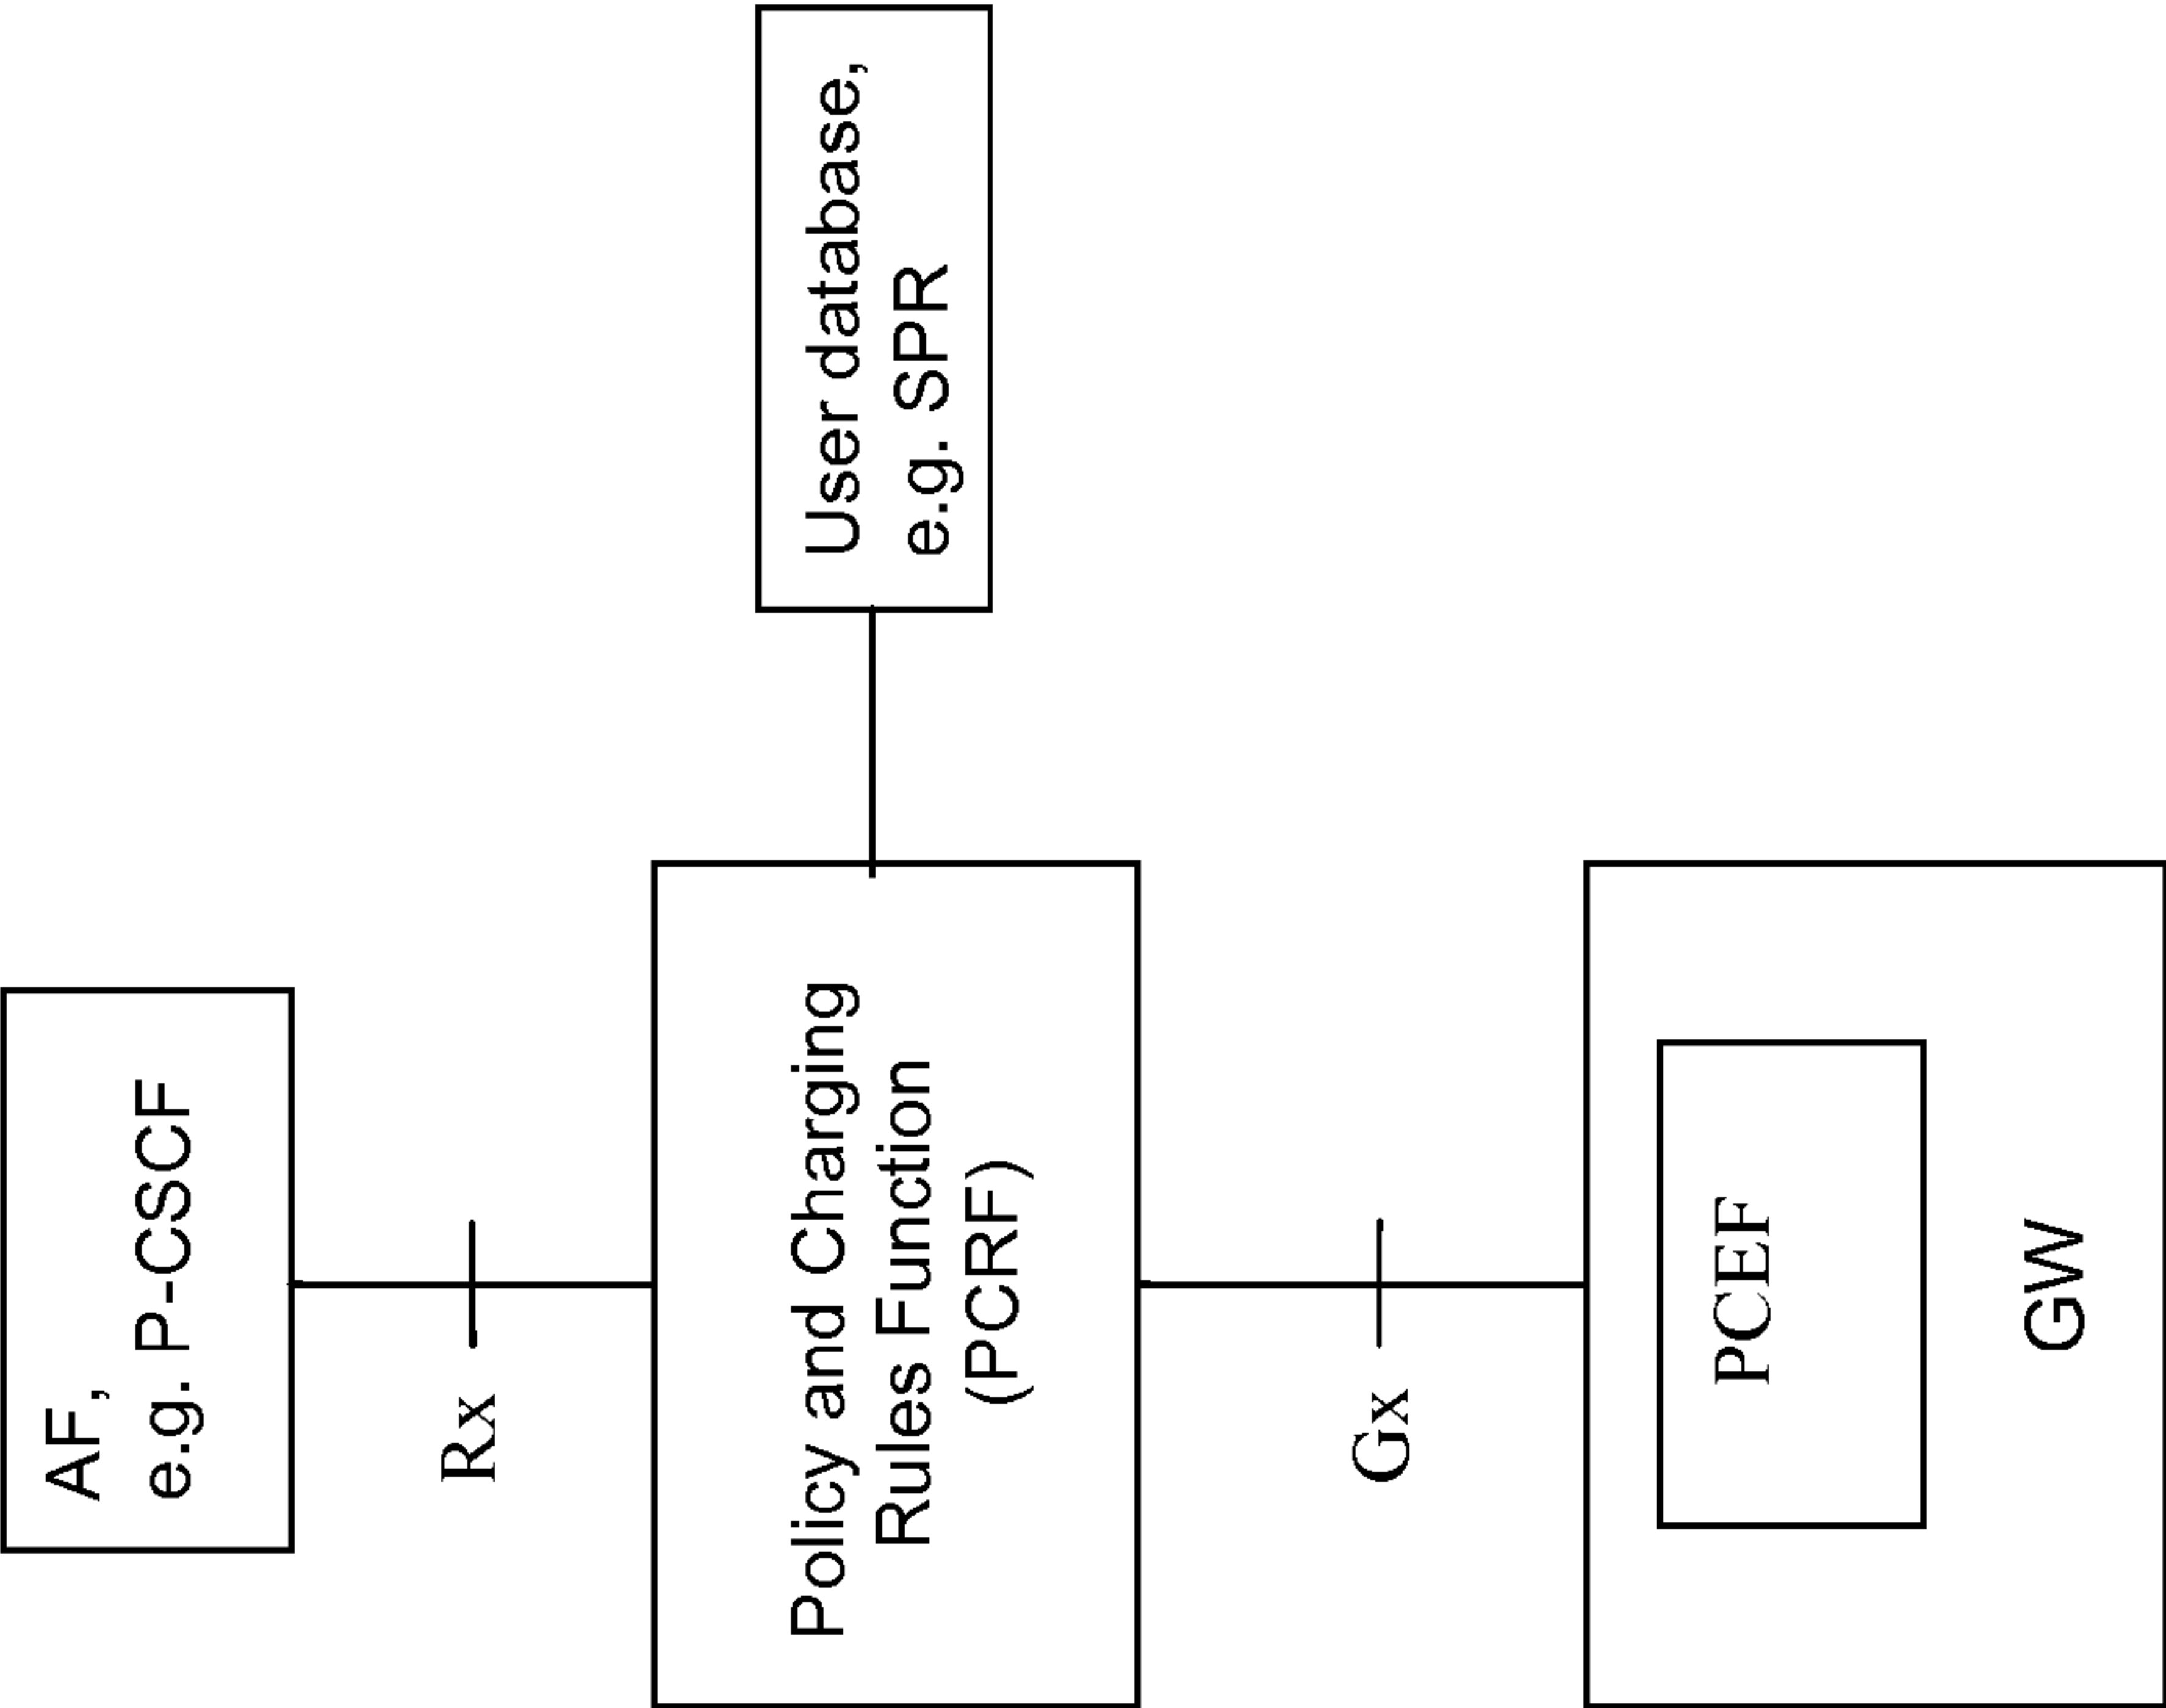 AF,
e.g. P-CSCF
Rx
Policy and Charging
Rules Function
(PCRF)
User database,
e.g. SPR
Gx
PCEF
GW